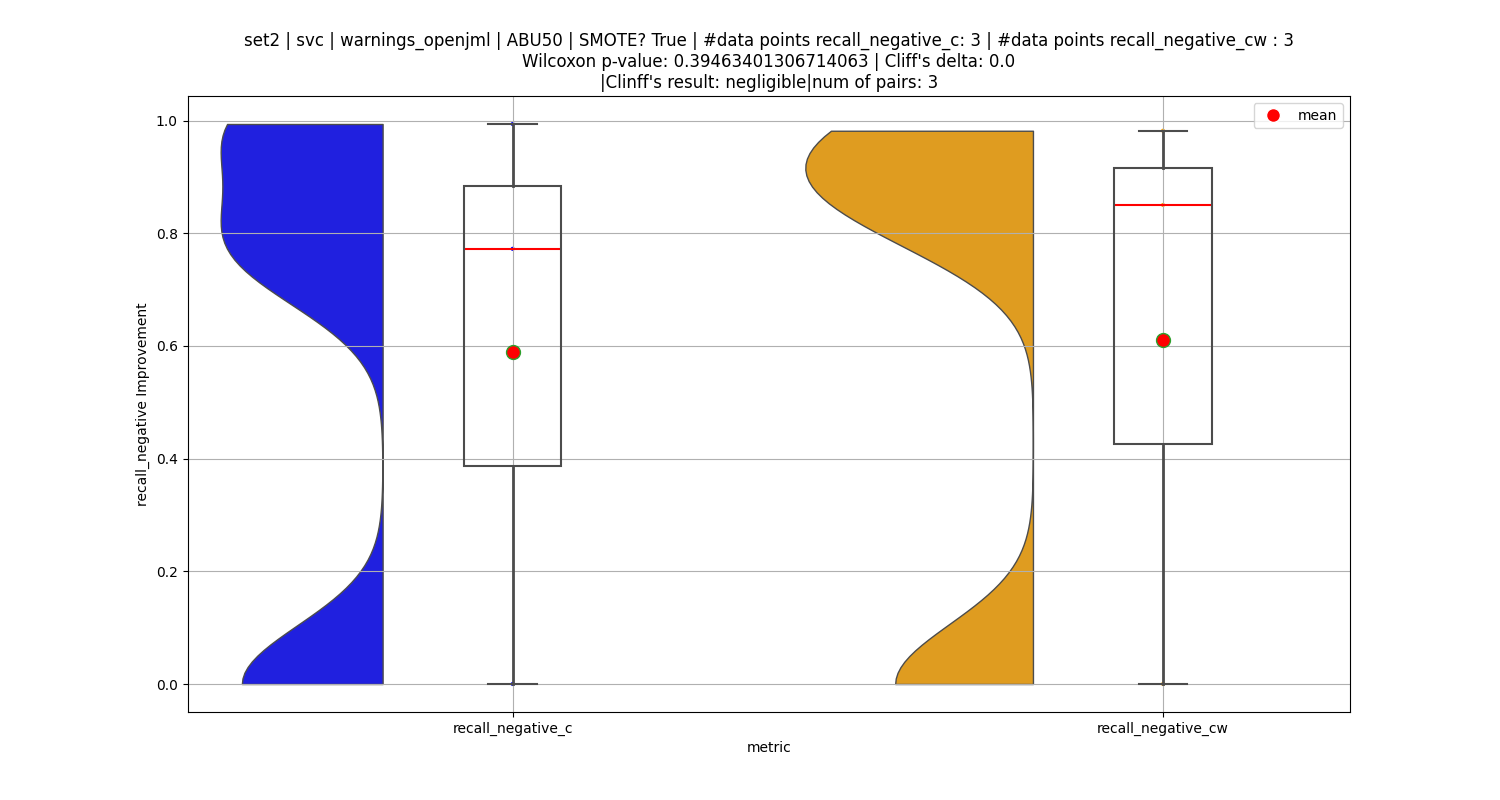 set2 | svc | warnings_openjml | ABU50 | SMOTE? True | #data points recall_negative_c: 3 | #data points recall_negative_cw : 3
Wilcoxon p-value: 0.39463401306714063 | Cliff's delta: 0.0
|Clinff's result: negligible|num of pairs: 3
mean
1.0
0.8
0.6
0.4
0.2
0.0
recall_negative Improvement
recall_negative_c
recall_negative_cw
metric